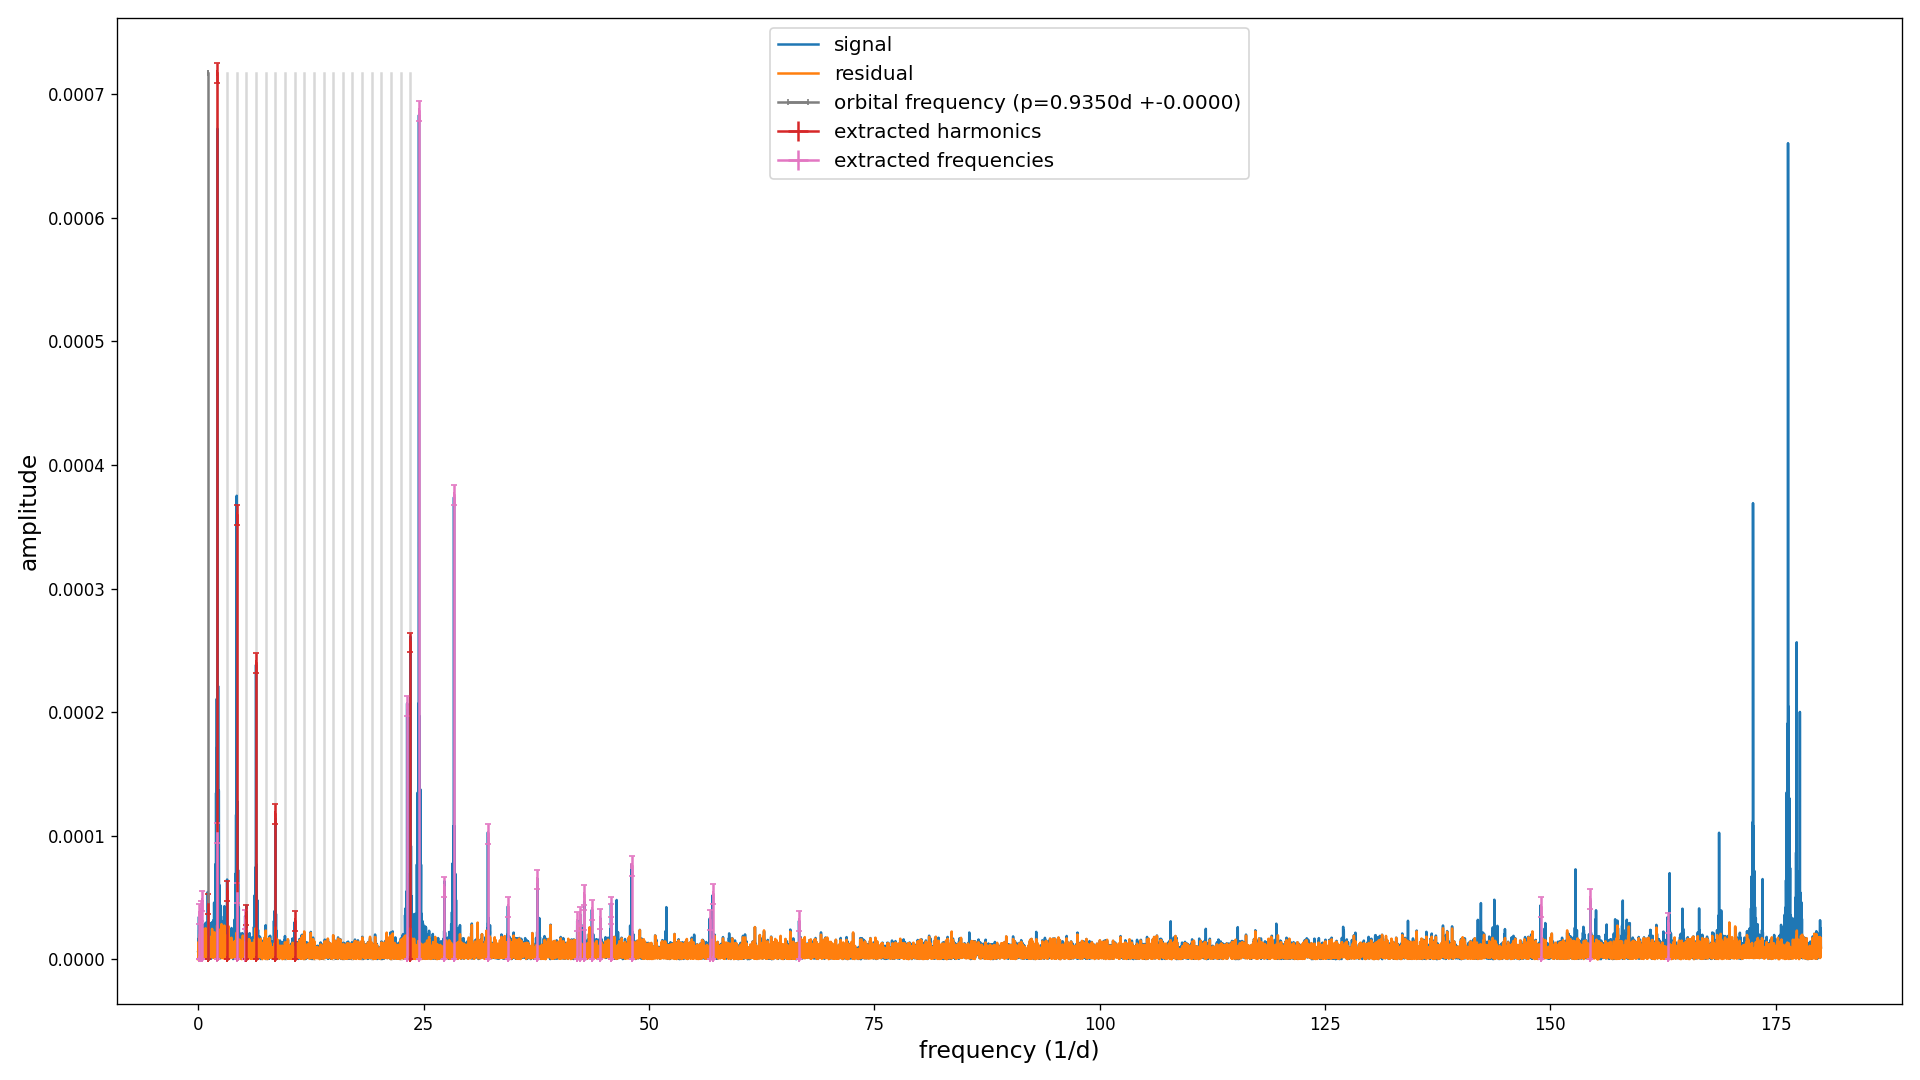 signal
residual
orbital frequency (p=0.9350d +-0.0000)
extracted harmonics
extracted frequencies
amplitude
0.0007
0.0006
0.0005
0.0004
0.0003
0.0002
0.0001
0.0000
0 25 50 75 100 125 150 175
frequency (1/d)